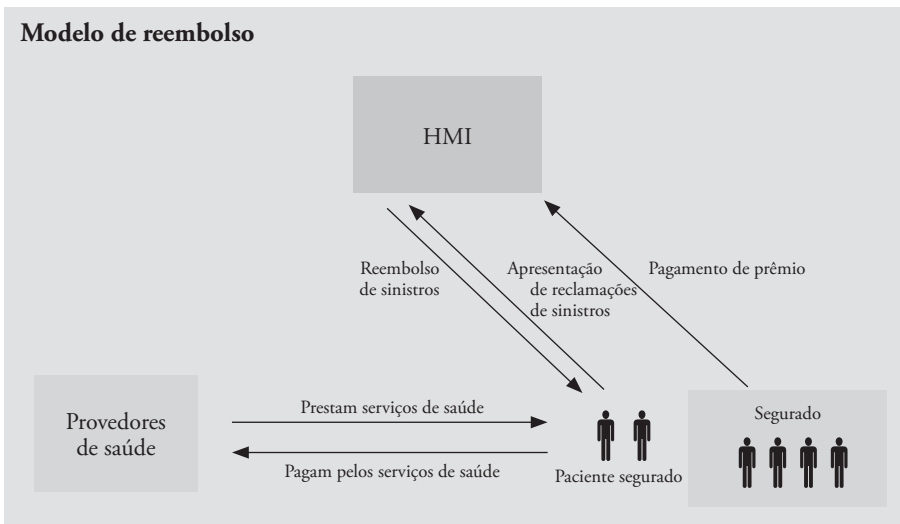 Modelo de reembolso
HMI
Reembolso
de sinistros
Apresentação
de reclamações
de sinistros
Pagamento de prêmio
Provedores
de saúde
Prestam serviços de saúde
Pagam pelos serviços de saúde
Paciente segurado
Segurado